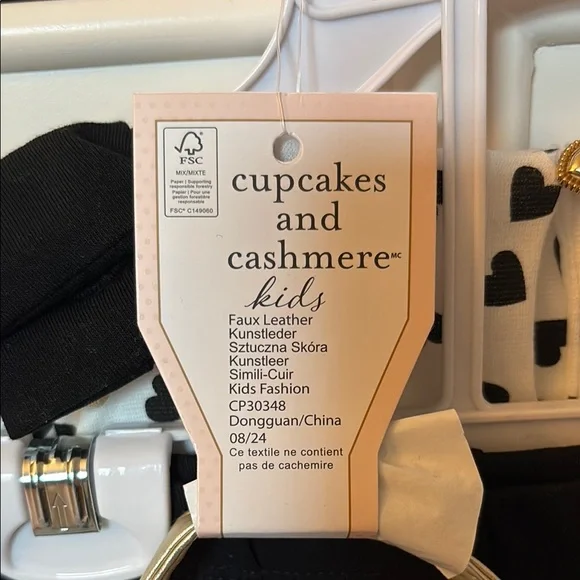 FSC
MIX/MIXTE
Paper | Supporting
responsible forestry
Papier | Pour une
gestion forestière
responsable
FSC® C149060
cupcakes
and
cashmere MC
kids
Faux Leather
Kunstleder
Sztuczna Skóra
Kunstleer
Simili-Cuir
Kids Fashion
CP30348
Dongguan/China
08/24
Ce textile ne contient
pas de cachemire